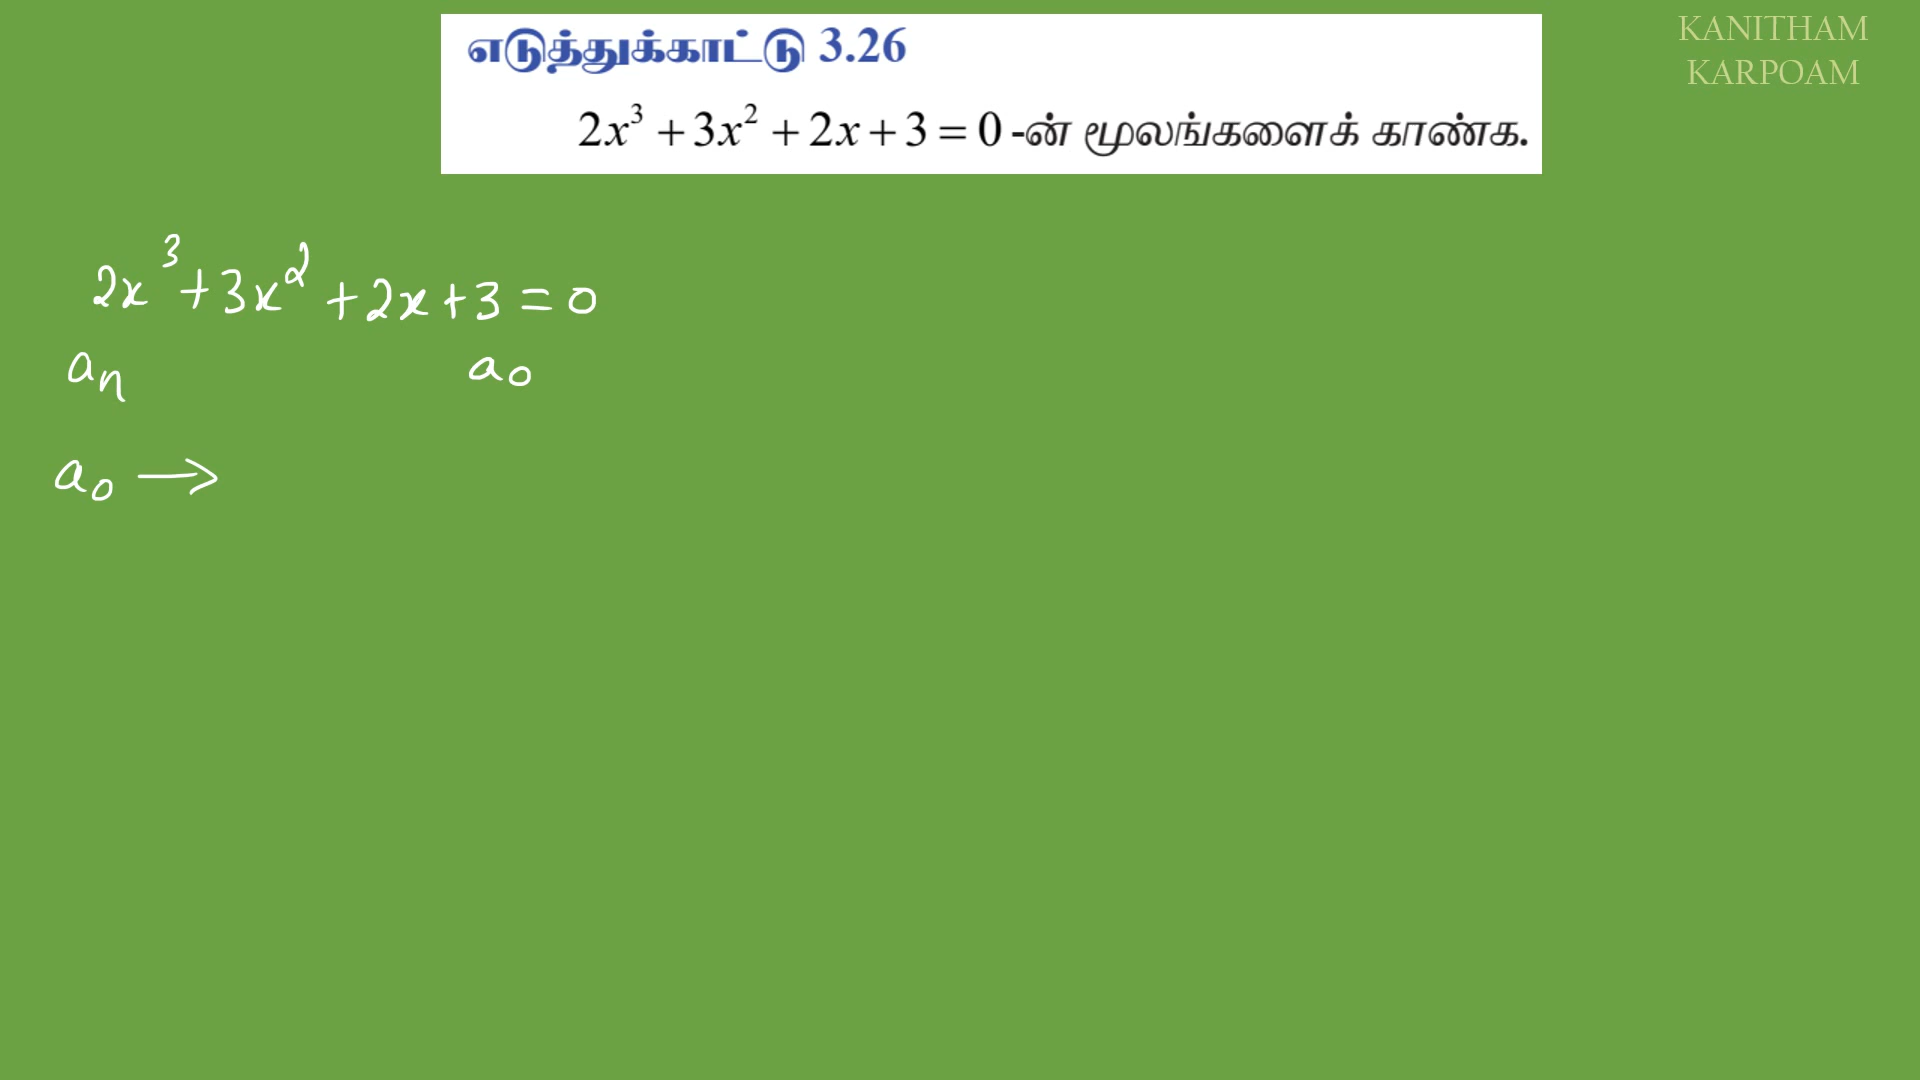 எடுத்துக்காட்டு 3.26
KANITHAM
KARPOAM
2x³ + 3x² + 2x + 3 = 0 -ன் மூலங்களைக் காண்க.
2x³ + 3x² + 2x + 3 = 0
aₙ a₀
a₀ →